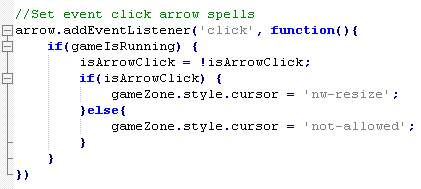 //Set event click arrow spells
arrow.addEventListener('click', function(){
    if(gameIsRunning) {
        isArrowClick = !isArrowClick;
        if(isArrowClick) {
            gameZone.style.cursor = 'nw-resize';
        }else{
            gameZone.style.cursor = 'not-allowed';
        }
    }
})